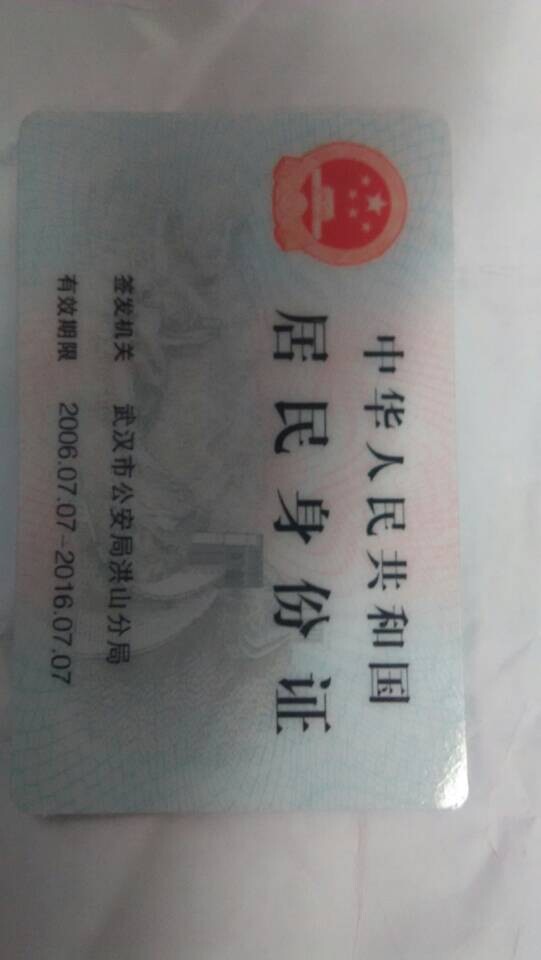 中华人民共和国
居民身份证
签发机关 武汉市公安局洪山分局
有效期限 2006.07.07-2016.07.07